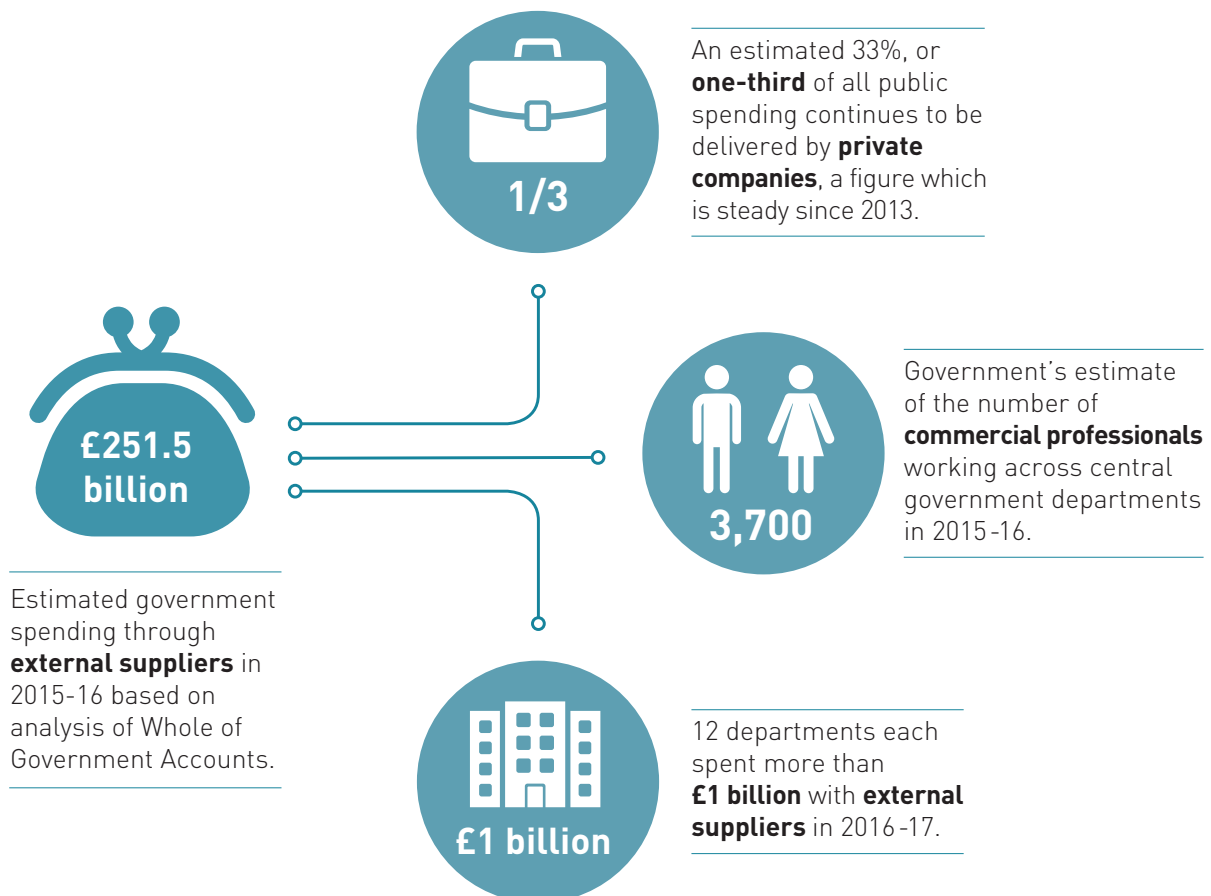 1/3
An estimated 33%, or
one-third of all public
spending continues to be
delivered by private
companies, a figure which
is steady since 2013.
£251.5
billion
Estimated government
spending through
external suppliers in
2015-16 based on
analysis of Whole of
Government Accounts.
3,700
Government’s estimate
of the number of
commercial professionals
working across central
government departments
in 2015-16.
£1 billion
12 departments each
spent more than
£1 billion with external
suppliers in 2016-17.